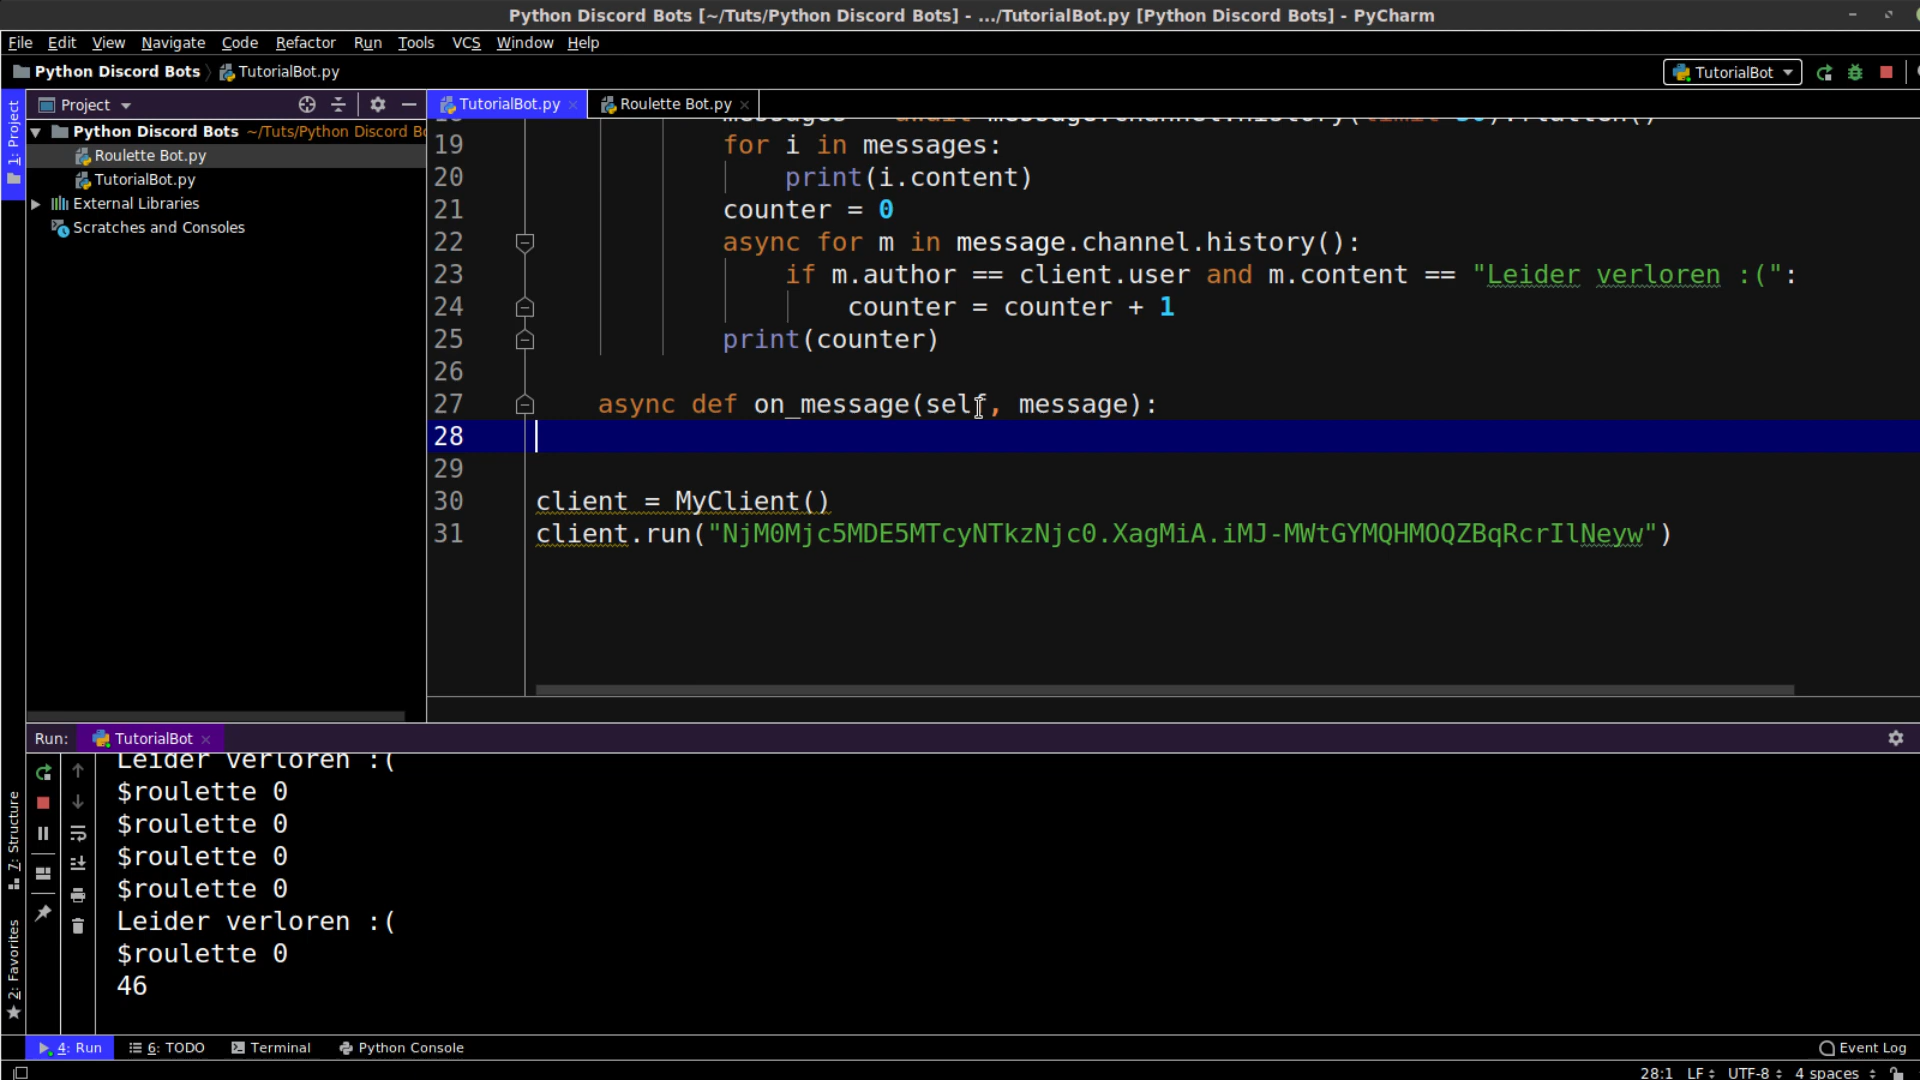 Python Discord Bots [~/Tuts/Python Discord Bots] - .../TutorialBot.py [Python Discord Bots] - PyCharm
File Edit View Navigate Code Refactor Run Tools VCS Window Help
Python Discord Bots TutorialBot.py TutorialBot
Project TutorialBot.py Roulette Bot.py
1: Project
Python Discord Bots ~/Tuts/Python Discord Bo
Roulette Bot.py
TutorialBot.py
External Libraries
Scratches and Consoles
19 for i in messages:
20 print(i.content)
21 counter = 0
22 async for m in message.channel.history():
23 if m.author == client.user and m.content == "Leider verloren :(":
24 counter = counter + 1
25 print(counter)
26
27 async def on_message(self, message):
28
29
30 client = MyClient()
31 client.run("NjM0Mjc5MDE5MTcyNTkzNjc0.XagMiA.iMJ-MWtGYMQHMOQZBqRcrIlNeyw")
Run: TutorialBot
Leider verloren :(
$roulette 0
$roulette 0
$roulette 0
$roulette 0
Leider verloren :(
$roulette 0
46
7: Structure
2: Favorites
4: Run 6: TODO Terminal Python Console Event Log
28:1 LF UTF-8 4 spaces